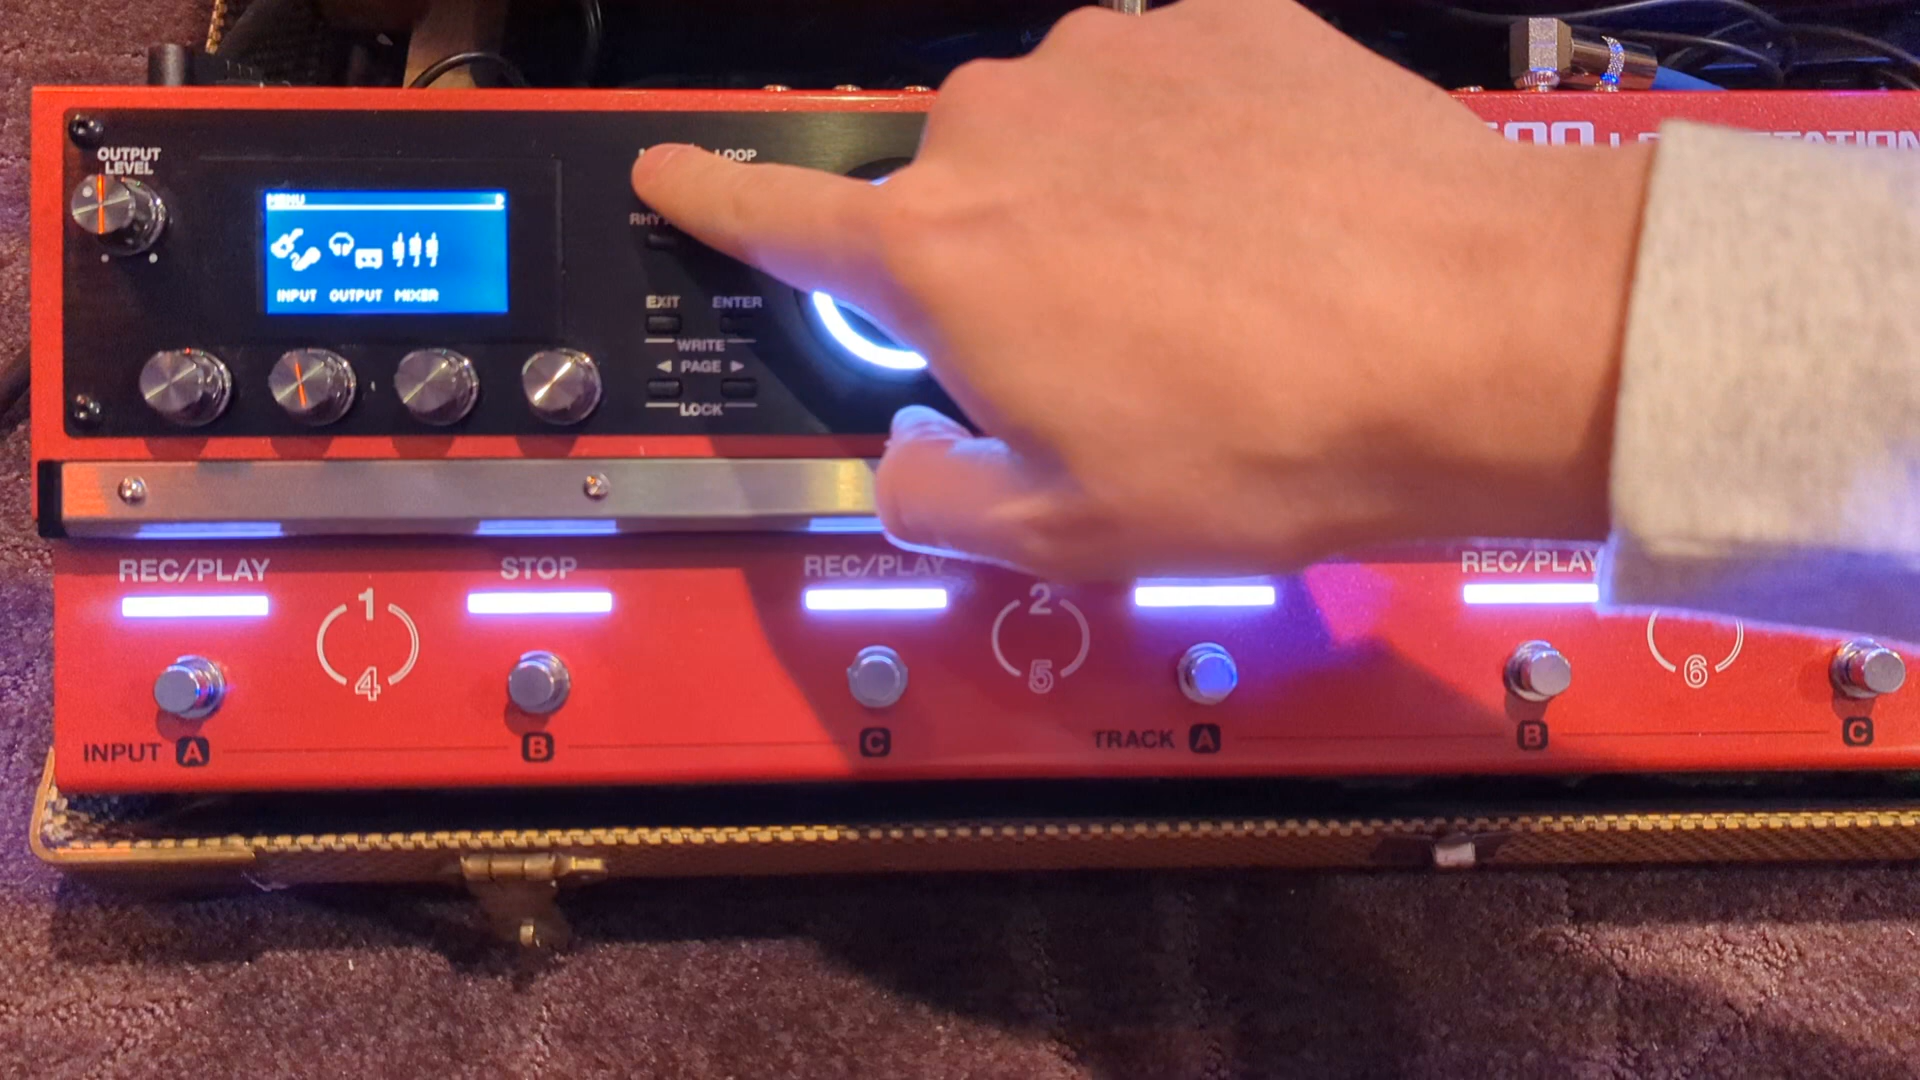 OUTPUT
LEVEL
MENU
INPUT OUTPUT MIXER
LOOP
EXIT ENTER
WRITE
PAGE
LOCK
REC/PLAY
1
4
STOP
REC/PLAY
2
5
REC/PLAY
6
INPUT A B C
TRACK A B C